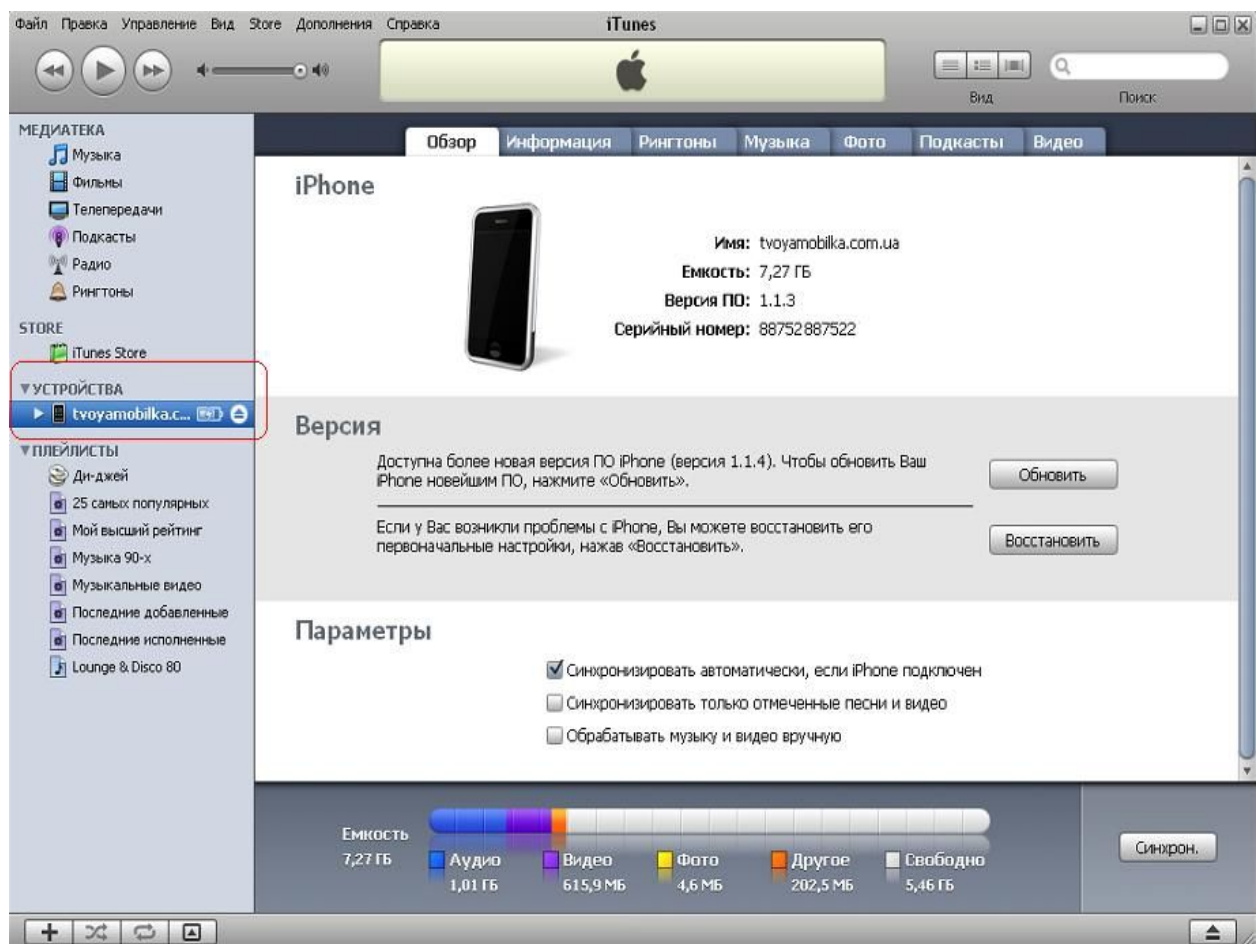 Файл Правка Управление Вид Store Дополнения Справка
iTunes
Вид
Поиск
МЕДИАТЕКА
Музыка
Фильмы
Телепередачи
Подкасты
Радио
Рингтоны
STORE
iTunes Store
УСТРОЙСТВА
tvoyamobilka.c...
ПЛЕЙЛИСТЫ
Ди-джей
25 самых популярных
Мой высший рейтинг
Музыка 90-х
Музыкальные видео
Последние добавленные
Последние исполненные
Lounge & Disco 80
Обзор Информация Рингтоны Музыка Фото Подкасты Видео
iPhone
Имя: tvoyamobilka.com.ua
Емкость: 7,27 ГБ
Версия ПО: 1.1.3
Серийный номер: 88752887522
Версия
Доступна более новая версия ПО iPhone (версия 1.1.4). Чтобы обновить Ваш
iPhone новейшим ПО, нажмите «Обновить».
Обновить
Если у Вас возникли проблемы с iPhone, Вы можете восстановить его
первоначальные настройки, нажав «Восстановить».
Восстановить
Параметры
Синхронизировать автоматически, если iPhone подключен
Синхронизировать только отмеченные песни и видео
Обрабатывать музыку и видео вручную
Емкость
7,27 ГБ
Аудио
1,01 ГБ
Видео
615,9 МБ
Фото
4,6 МБ
Другое
202,5 МБ
Свободно
5,46 ГБ
Синхрон.